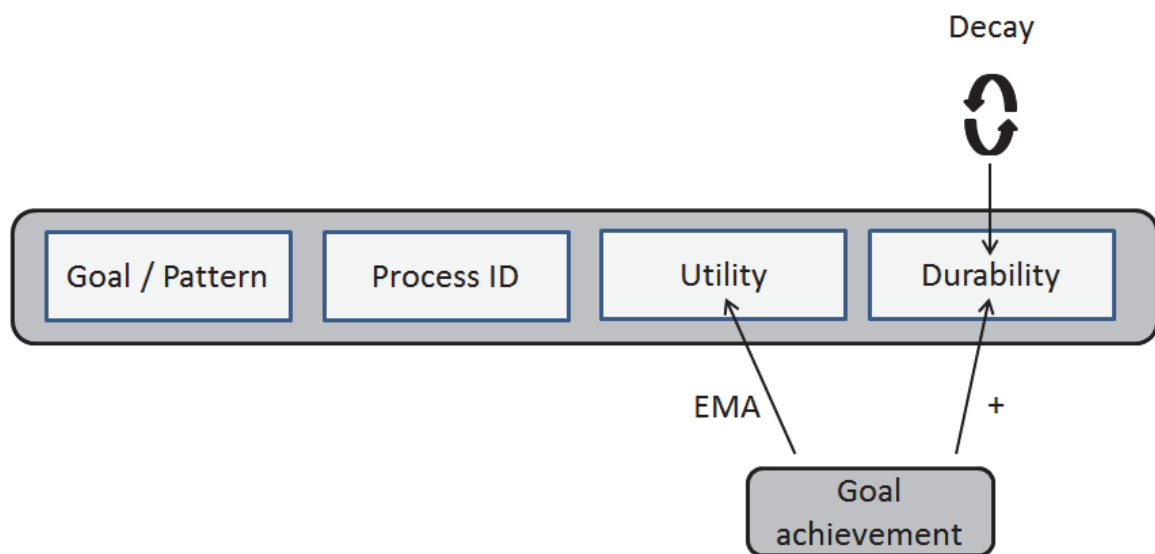 Decay
Goal / Pattern
Process ID
Utility
Durability
EMA
+
Goal
achievement